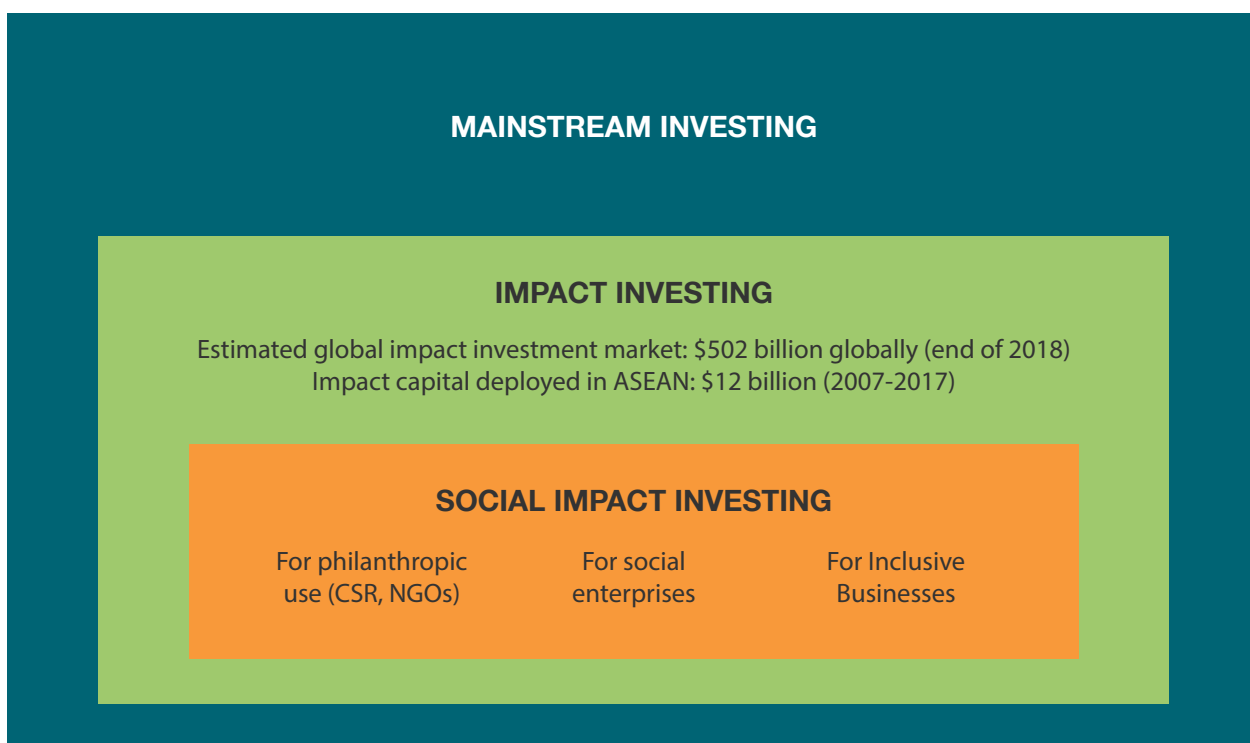 MAINSTREAM INVESTING
IMPACT INVESTING
Estimated global impact investment market: $502 billion globally (end of 2018)
Impact capital deployed in ASEAN: $12 billion (2007-2017)
SOCIAL IMPACT INVESTING
For philanthropic
use (CSR, NGOs)
For social
enterprises
For Inclusive
Businesses